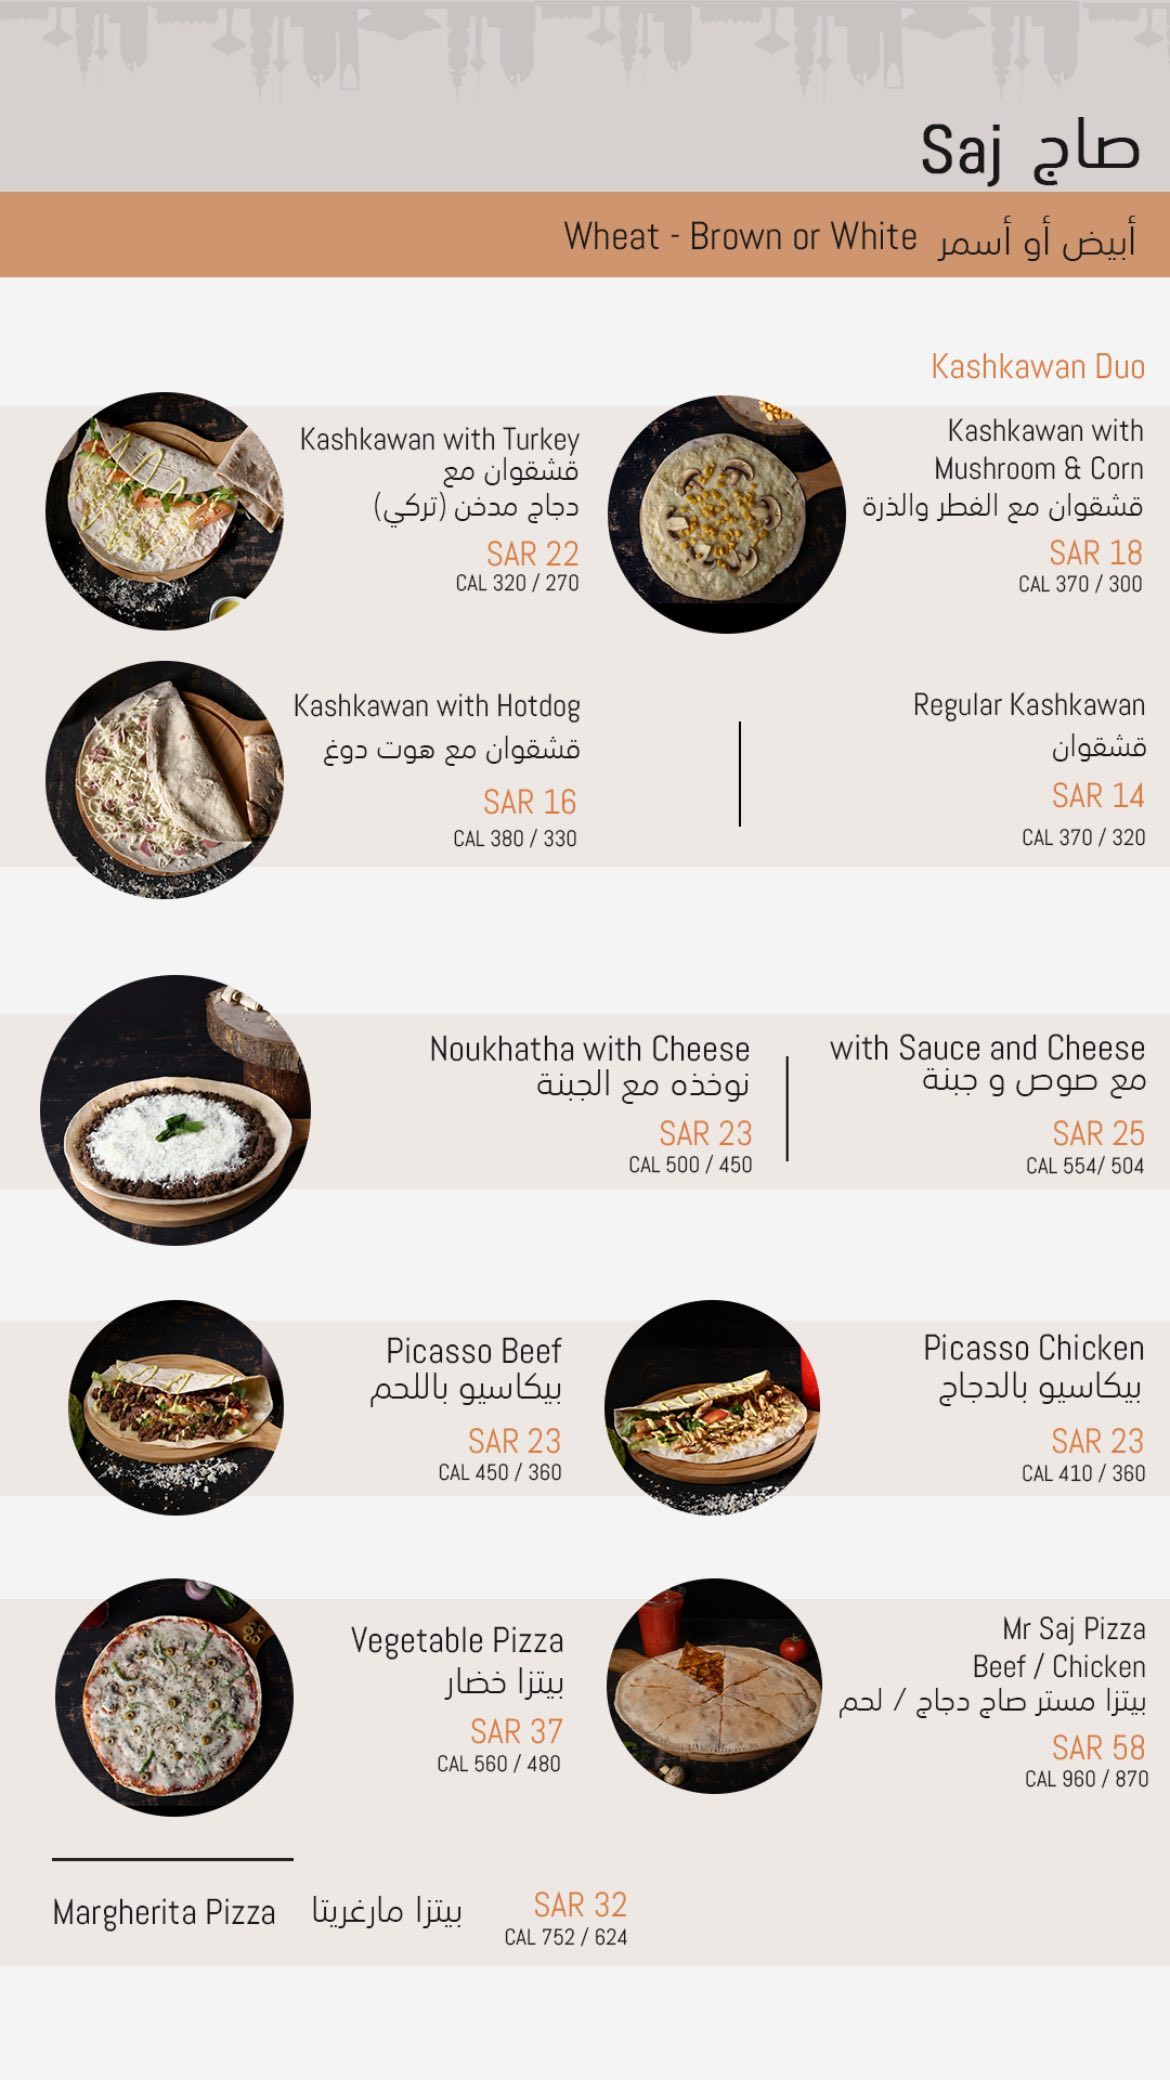 Saj صاج
Wheat - Brown or White أبيض أو أسمر
Kashkawan Duo
Kashkawan with Turkey
قشقوان مع
دجاج مدخن (تركي)
SAR 22
CAL 320 / 270
Kashkawan with
Mushroom & Corn
قشقوان مع الفطر والذرة
SAR 18
CAL 370 / 300
Kashkawan with Hotdog
قشقوان مع هوت دوغ
SAR 16
CAL 380 / 330
Regular Kashkawan
قشقوان
SAR 14
CAL 370 / 320
Noukhatha with Cheese
نوخذه مع الجبنة
SAR 23
CAL 500 / 450
with Sauce and Cheese
مع صوص و جبنة
SAR 25
CAL 554/ 504
Picasso Beef
بيكاسيو باللحم
SAR 23
CAL 450 / 360
Picasso Chicken
بيكاسيو بالدجاج
SAR 23
CAL 410 / 360
Vegetable Pizza
بيتزا خضار
SAR 37
CAL 560 / 480
Mr Saj Pizza
Beef / Chicken
بيتزا مستر صاج دجاج / لحم
SAR 58
CAL 960 / 870
Margherita Pizza بيتزا مارغريتا SAR 32
CAL 752 / 624